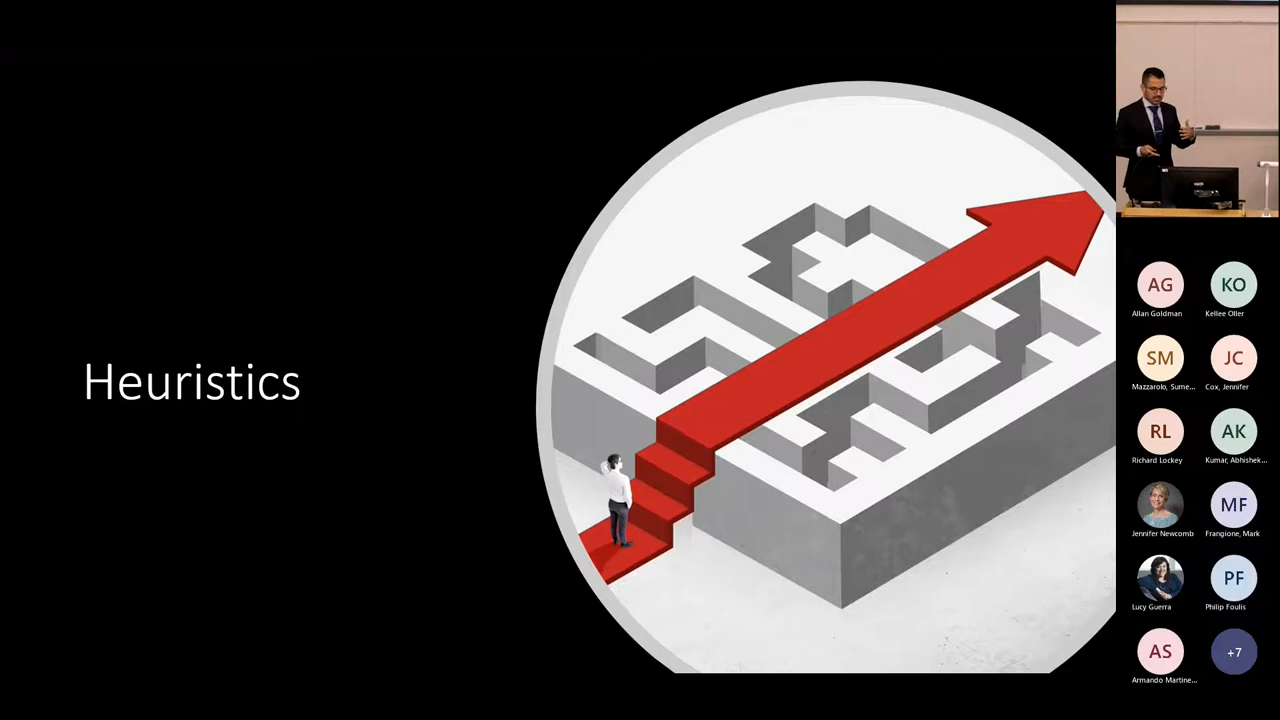 Heuristics
AG
KO
Allan Goldman
Kellee Oller
SM
JC
Mazzarolo, Sume...
Cox, Jennifer
RL
AK
Richard Lockey
Kumar, Abhishek...
MF
Jennifer Newcomb
Frangione, Mark
PF
Lucy Guerra
Philip Foulis
AS
+7
Armando Martine...